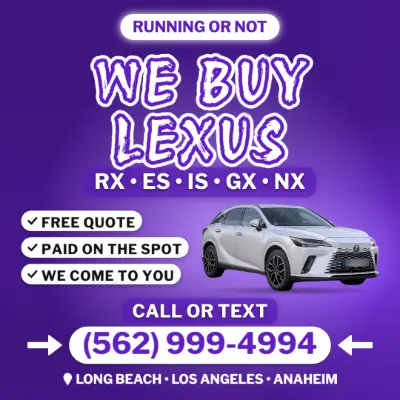 RUNNING OR NOT
WE BUY
LEXUS
RX • ES • IS • GX • NX
FREE QUOTE
PAID ON THE SPOT
WE COME TO YOU
CALL OR TEXT
(562) 999-4994
LONG BEACH • LOS ANGELES • ANAHEIM